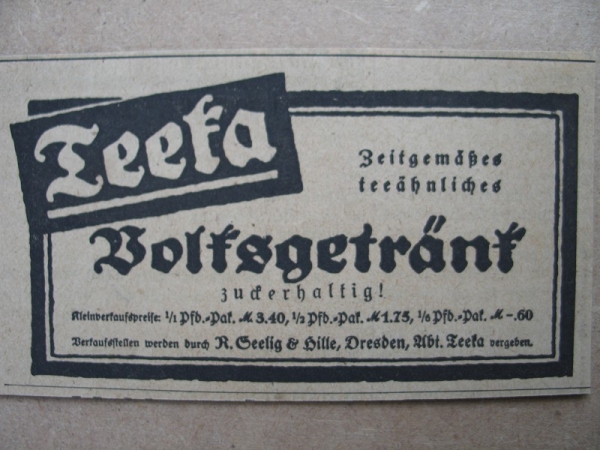 Teeka
Zeitgemäßes
teeähnliches
Volksgetränk
zuckerhaltig!
Kleinverkaufspreise: 1/1 Pfd.-Pak. M 3.40, 1/2 Pfd.-Pak. M 1.75, 1/6 Pfd.-Pak. M -.60
Verkaufsstellen werden durch R. Seelig & Hille, Dresden, Abt. Teeka vergeben.